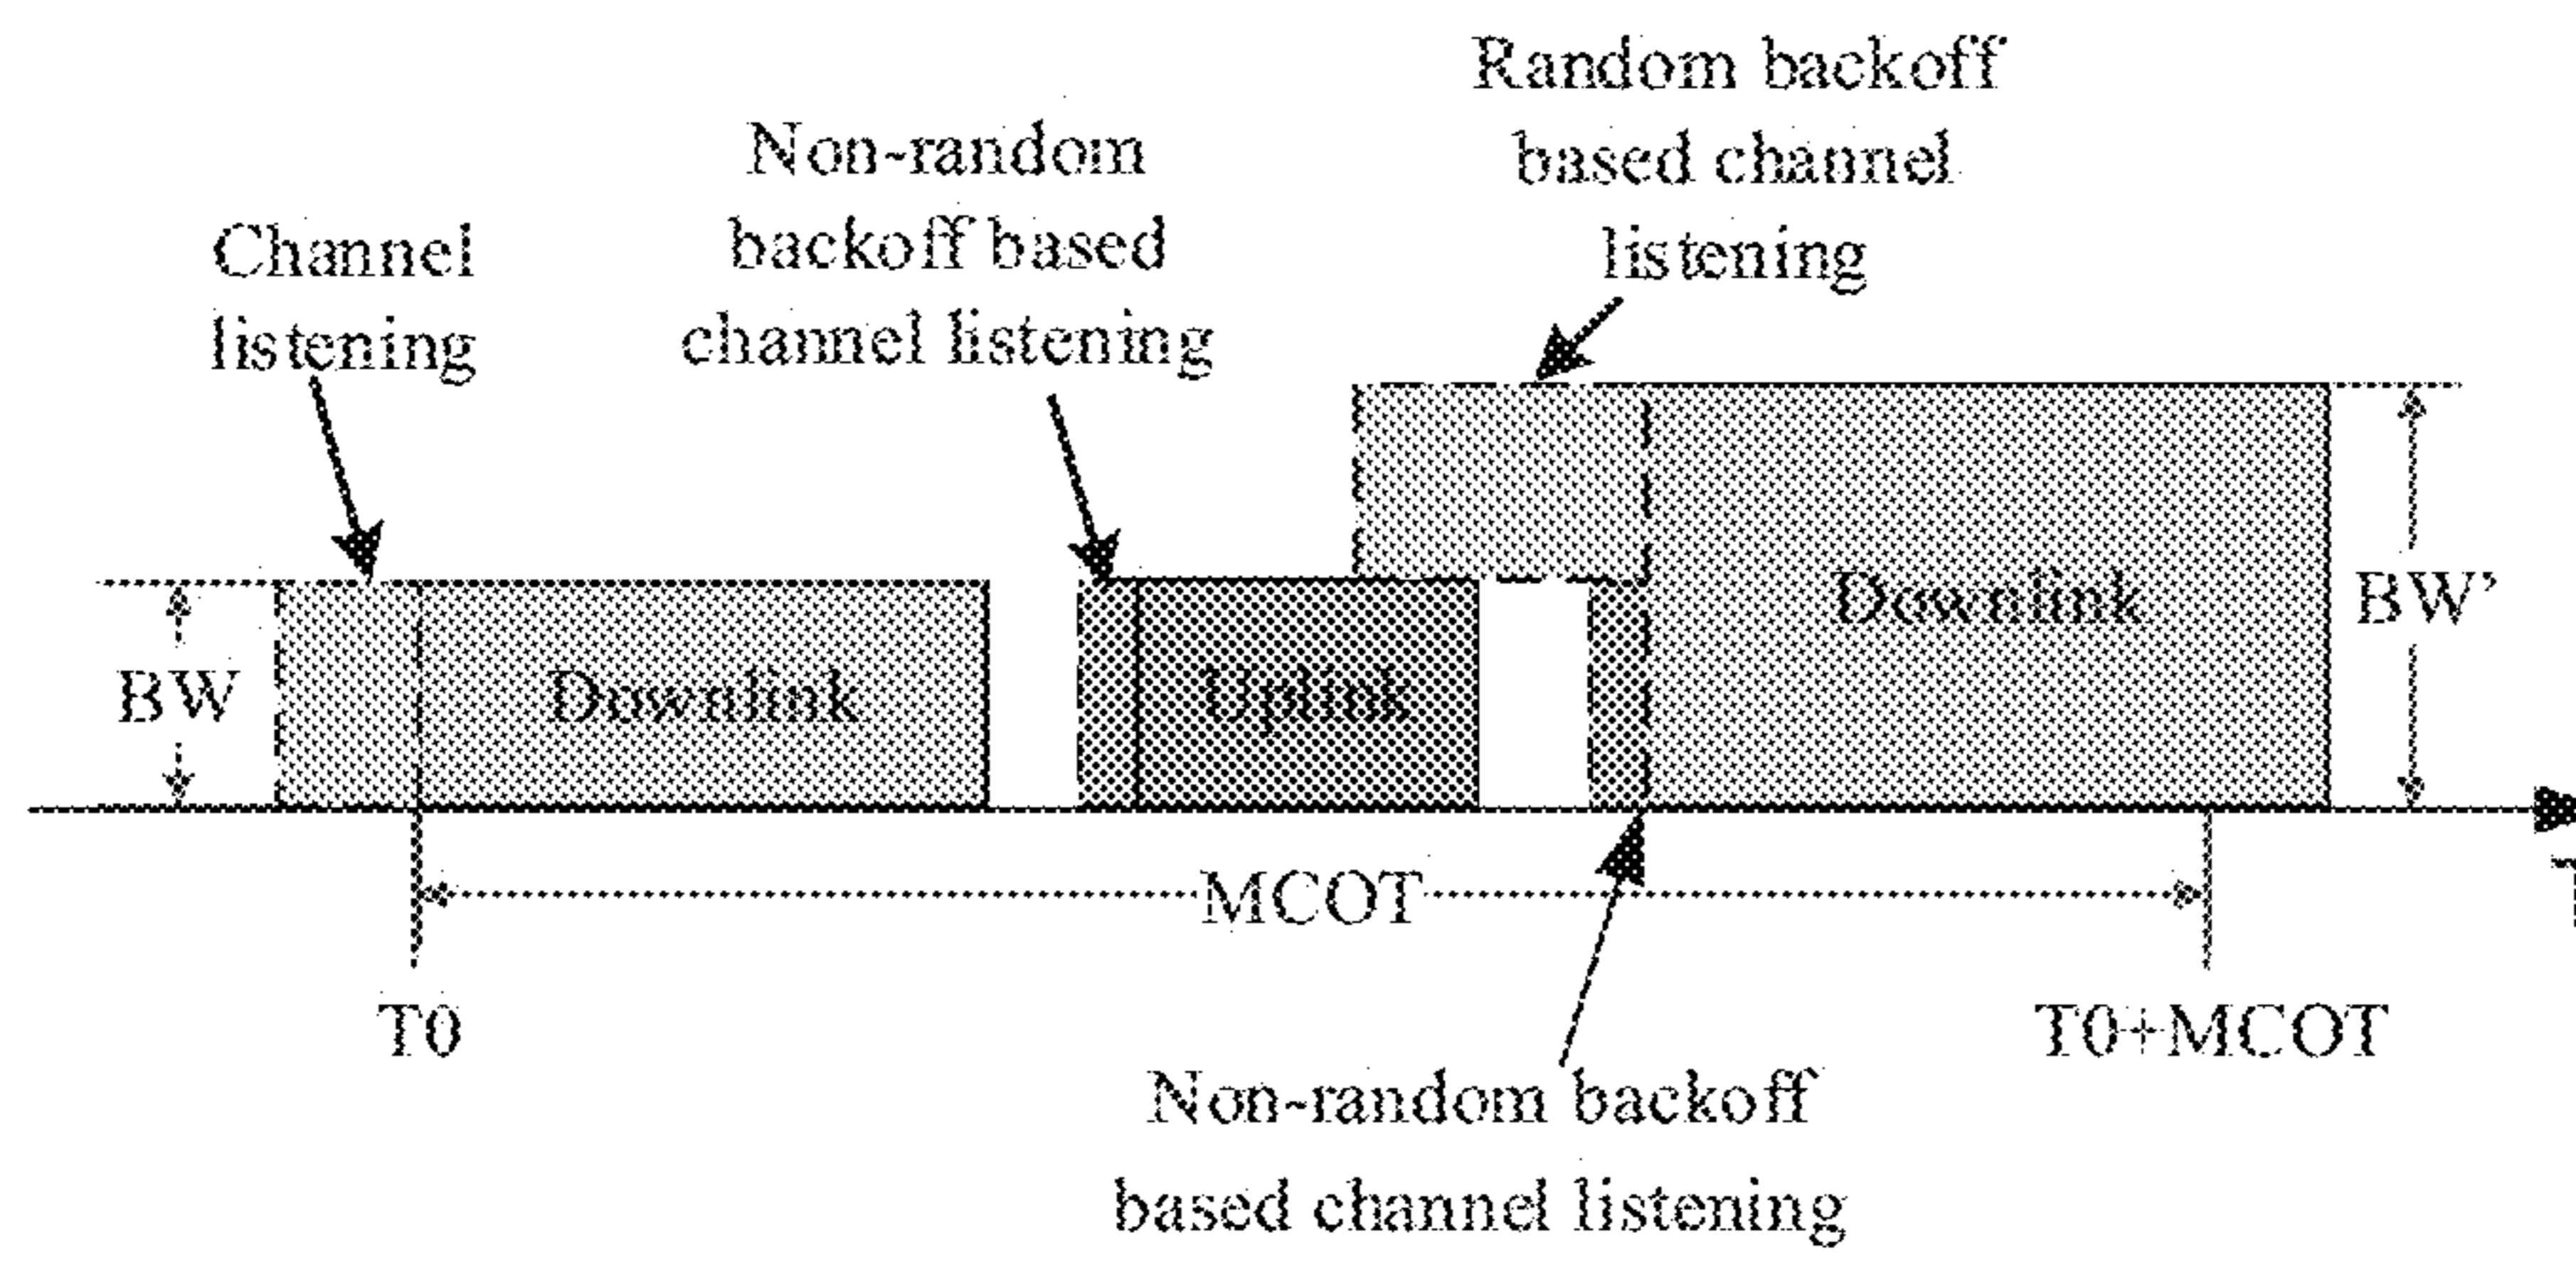 Random backoff
based channel
listening
Non-random
backoff based
channel listening
Channel
listening
BW
Downlink
Uplink
Downlink
BW’
MCOT
T0
T0+MCOT
Non-random backoff
based channel listening